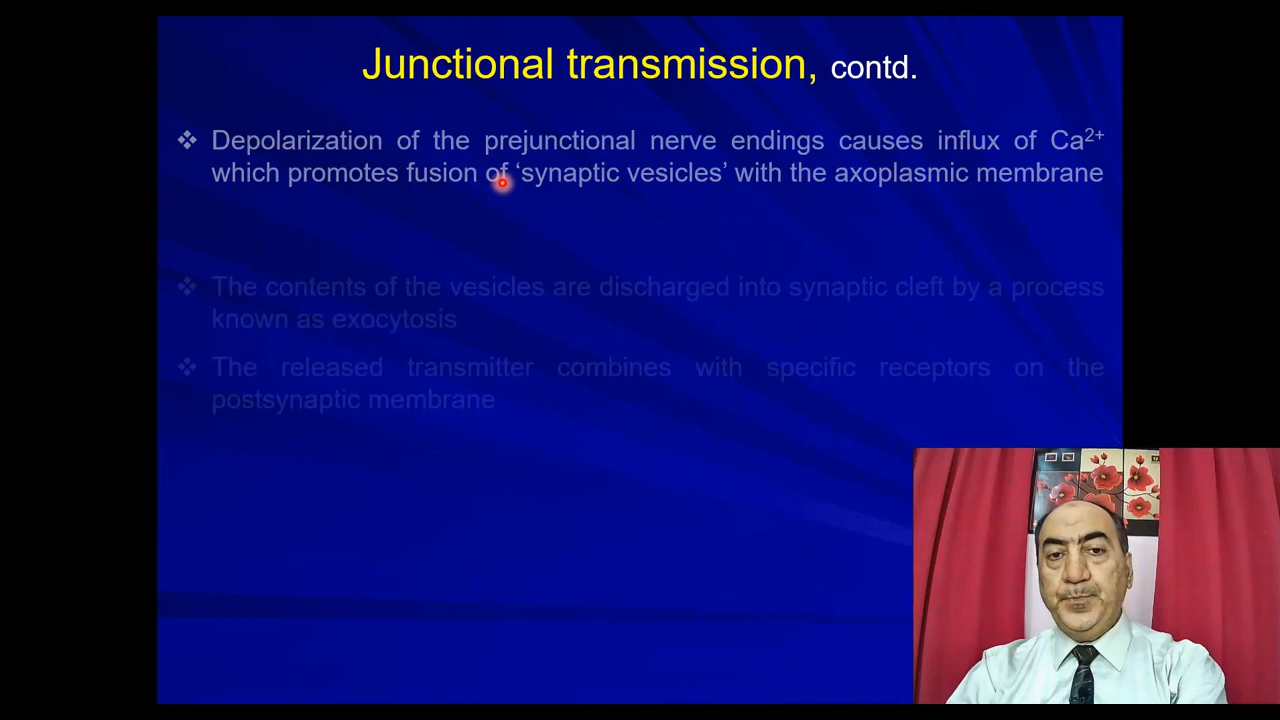 Junctional transmission, contd.
❖ Depolarization of the prejunctional nerve endings causes influx of Ca²⁺
which promotes fusion of ‘synaptic vesicles’ with the axoplasmic membrane
❖ The contents of the vesicles are discharged into synaptic cleft by a process
known as exocytosis
❖ The released transmitter combines with specific receptors on the
postsynaptic membrane